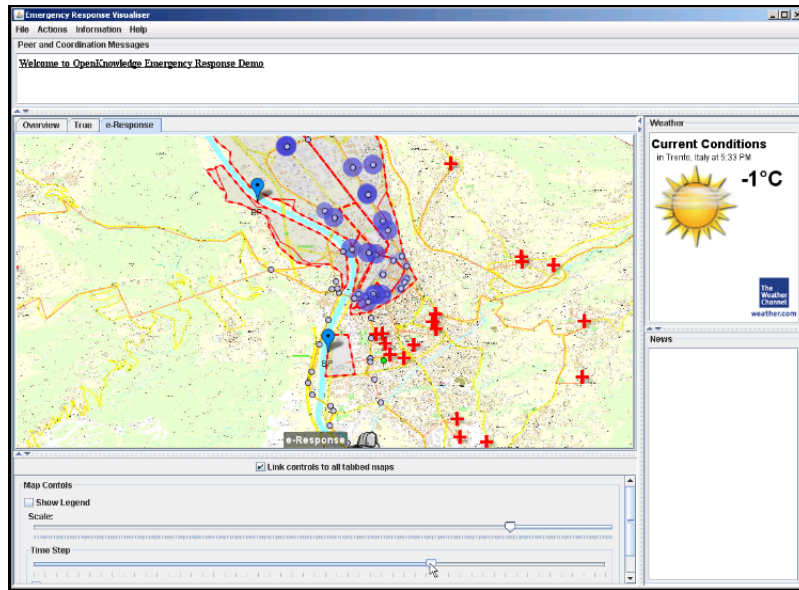 Emergency Response Visualiser
File Actions Information Help
Peer and Coordination Messages
Welcome to OpenKnowledge Emergency Response Demo
Overview True e-Response
BP
e-Response
Link controls to all tabbed maps
Map Contols
Show Legend
Scale:
Time Step
Weather
Current Conditions
in Trento, Italy at 5:33 PM
-1°C
The
Weather
Channel
weather.com
News